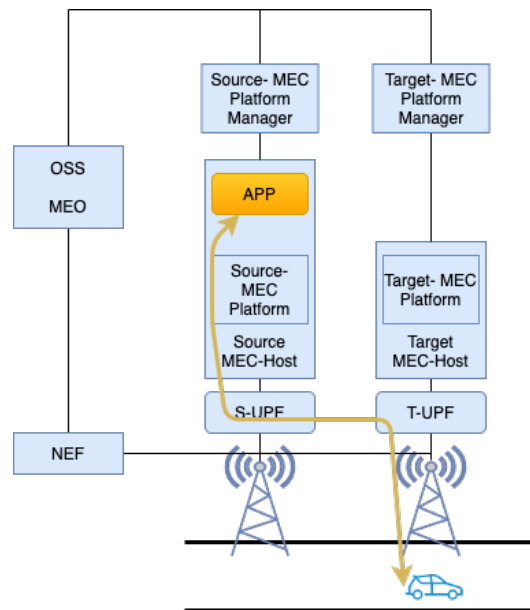 Source- MEC
Platform
Manager
Target- MEC
Platform
Manager
OSS
MEO
APP
Source-
MEC
Platform
Source
MEC-Host
Target- MEC
Platform
Target
MEC-Host
S-UPF
T-UPF
NEF